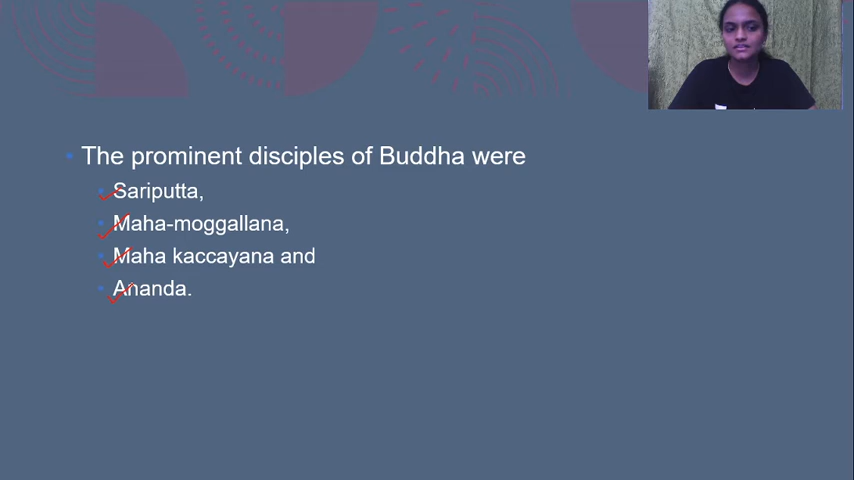 The prominent disciples of Buddha were
Sariputta,
Maha-moggallana,
Maha kaccayana and
Ananda.